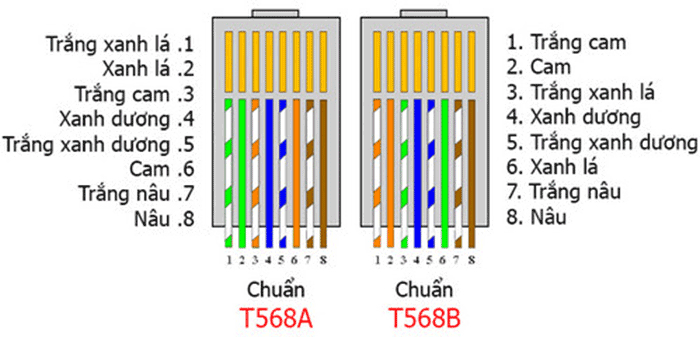 Trắng xanh lá .1
Xanh lá .2
Trắng cam .3
Xanh dương .4
Trắng xanh dương .5
Cam .6
Trắng nâu .7
Nâu .8
1 2 3 4 5 6 7 8
Chuẩn
T568A
1. Trắng cam
2. Cam
3. Trắng xanh lá
4. Xanh dương
5. Trắng xanh dương
6. Xanh lá
7. Trắng nâu
8. Nâu
1 2 3 4 5 6 7 8
Chuẩn
T568B